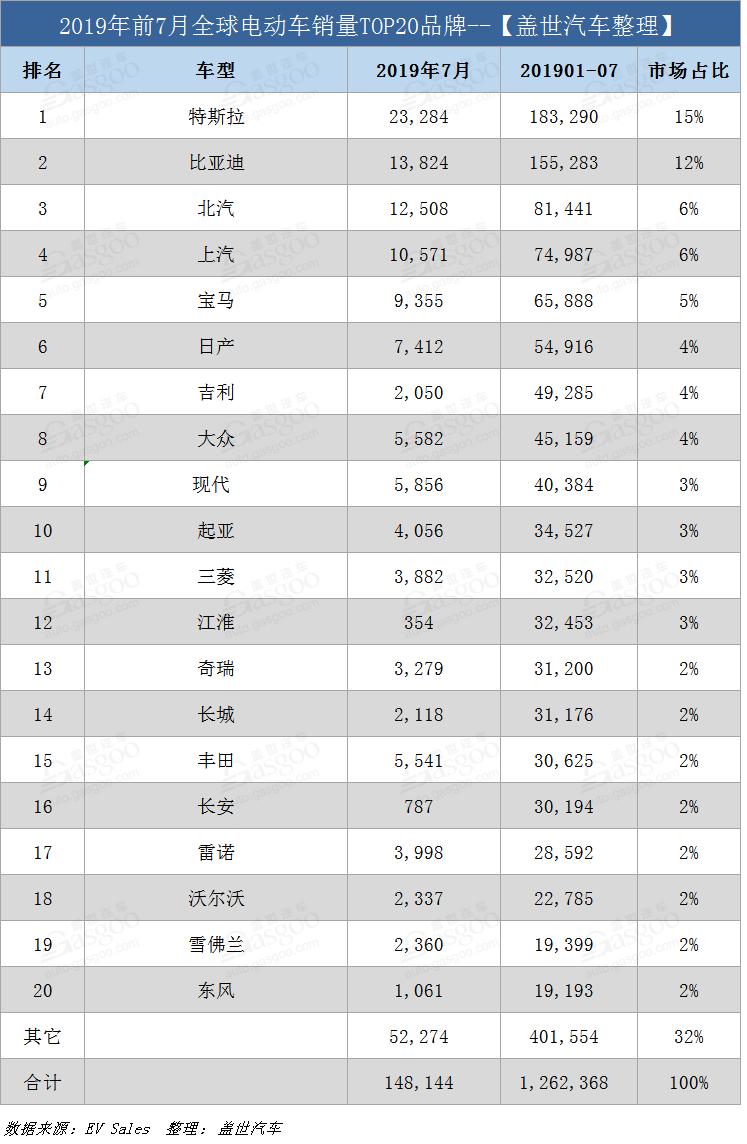 2019年前7月全球电动车销量TOP20品牌--【盖世汽车整理】
排名 车型 2019年7月 201901-07 市场占比
1 特斯拉 23,284 183,290 15%
2 比亚迪 13,824 155,283 12%
3 北汽 12,508 81,441 6%
4 上汽 10,571 74,987 6%
5 宝马 9,355 65,888 5%
6 日产 7,412 54,916 4%
7 吉利 2,050 49,285 4%
8 大众 5,582 45,159 4%
9 现代 5,856 40,384 3%
10 起亚 4,056 34,527 3%
11 三菱 3,882 32,520 3%
12 江淮 354 32,453 3%
13 奇瑞 3,279 31,200 2%
14 长城 2,118 31,176 2%
15 丰田 5,541 30,625 2%
16 长安 787 30,194 2%
17 雷诺 3,998 28,592 2%
18 沃尔沃 2,337 22,785 2%
19 雪佛兰 2,360 19,399 2%
20 东风 1,061 19,193 2%
其它 52,274 401,554 32%
合计 148,144 1,262,368 100%
数据来源：EV Sales 整理：盖世汽车
盖世汽车
Gasgoo
auto.gasgoo.com